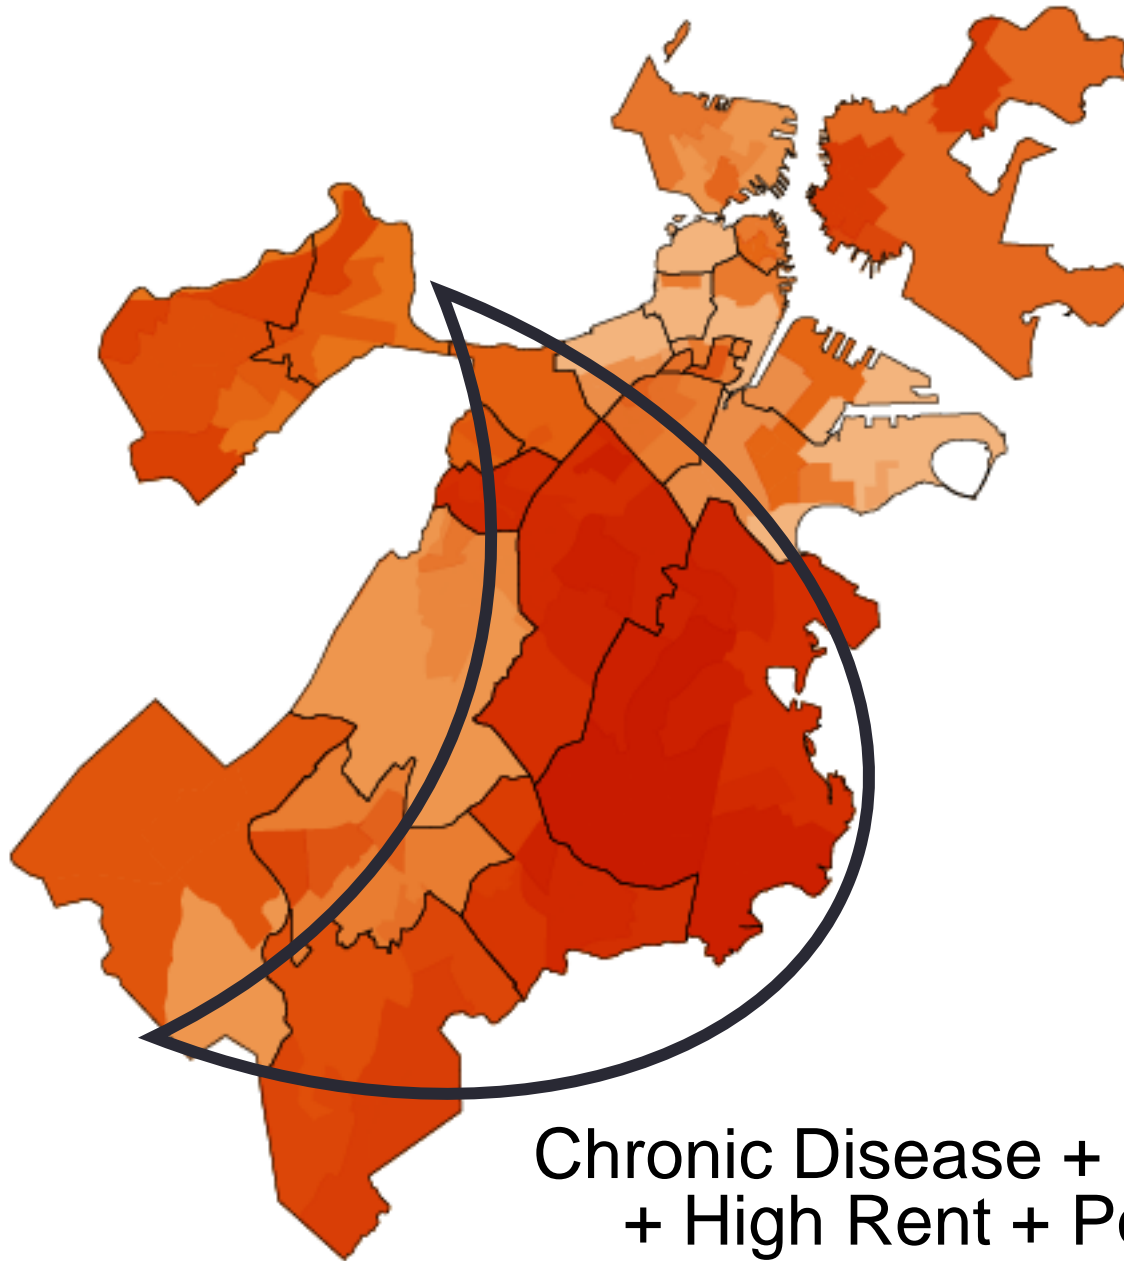 Chronic Disease +
+ High Rent +